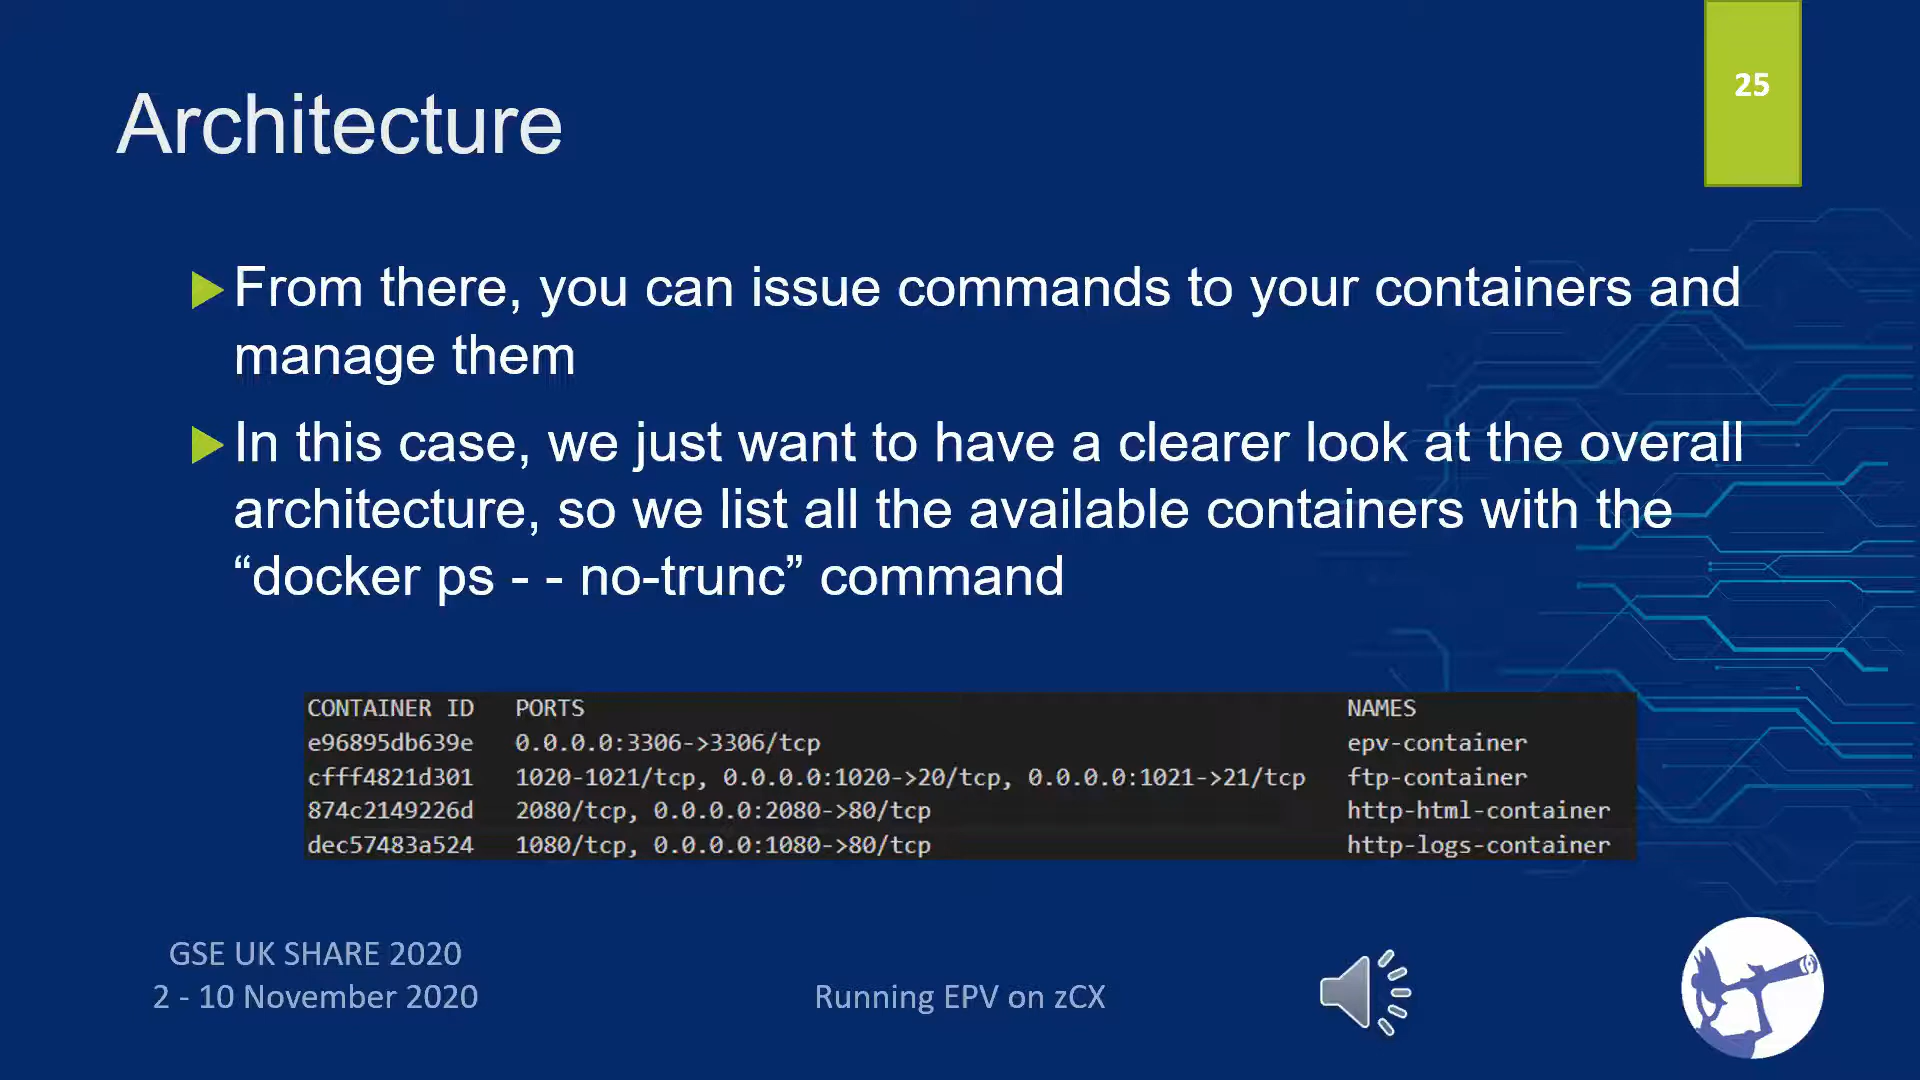 25
Architecture
From there, you can issue commands to your containers and
manage them
In this case, we just want to have a clearer look at the overall
architecture, so we list all the available containers with the
“docker ps - - no-trunc” command
CONTAINER ID PORTS NAMES
e96895db639e 0.0.0.0:3306->3306/tcp epv-container
cfff4821d301 1020-1021/tcp, 0.0.0.0:1020->20/tcp, 0.0.0.0:1021->21/tcp ftp-container
874c2149226d 2080/tcp, 0.0.0.0:2080->80/tcp http-html-container
dec57483a524 1080/tcp, 0.0.0.0:1080->80/tcp http-logs-container
GSE UK SHARE 2020
2 - 10 November 2020
Running EPV on zCX